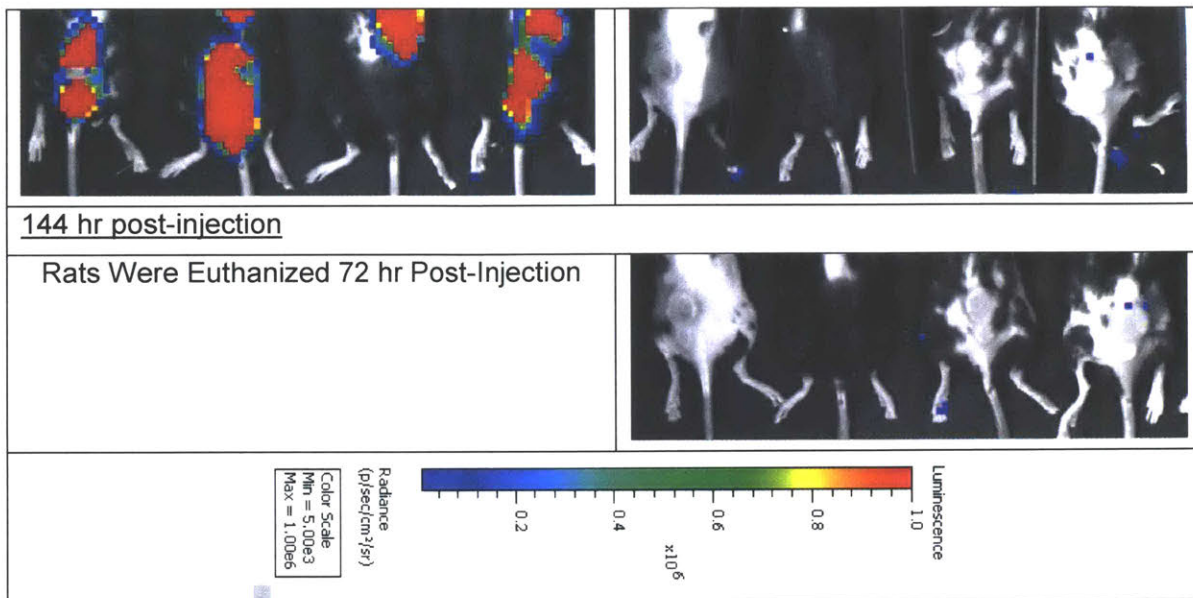 144 hr post-injection
Rats Were Euthanized 72 hr Post-Injection
Luminescence
0.2
0.4
0.6
0.8
1.0
x10⁶
Radiance
(p/sec/cm²/sr)
Color Scale
Min = 5.00e3
Max = 1.00e6